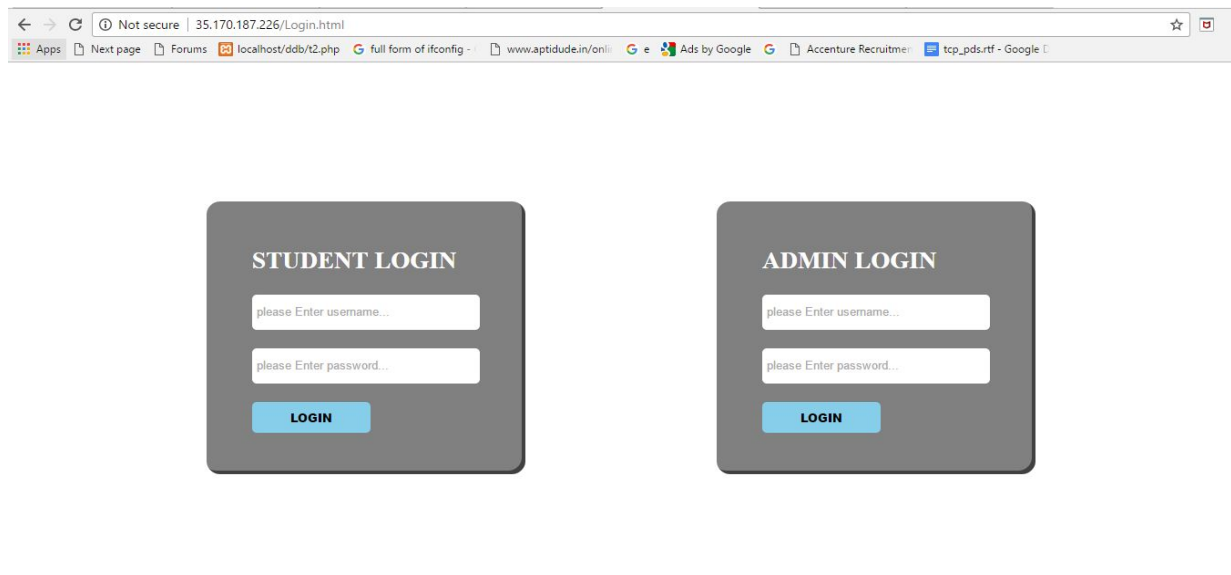 Not secure | 35.170.187.226/Login.html
Apps Next page Forums localhost/ddb/t2.php full form of ifconfig - www.aptidude.in/onli e Ads by Google Accenture Recruitmen tcp_pds.rtf - Google D
STUDENT LOGIN
please Enter username...
please Enter password...
LOGIN
ADMIN LOGIN
please Enter username...
please Enter password...
LOGIN